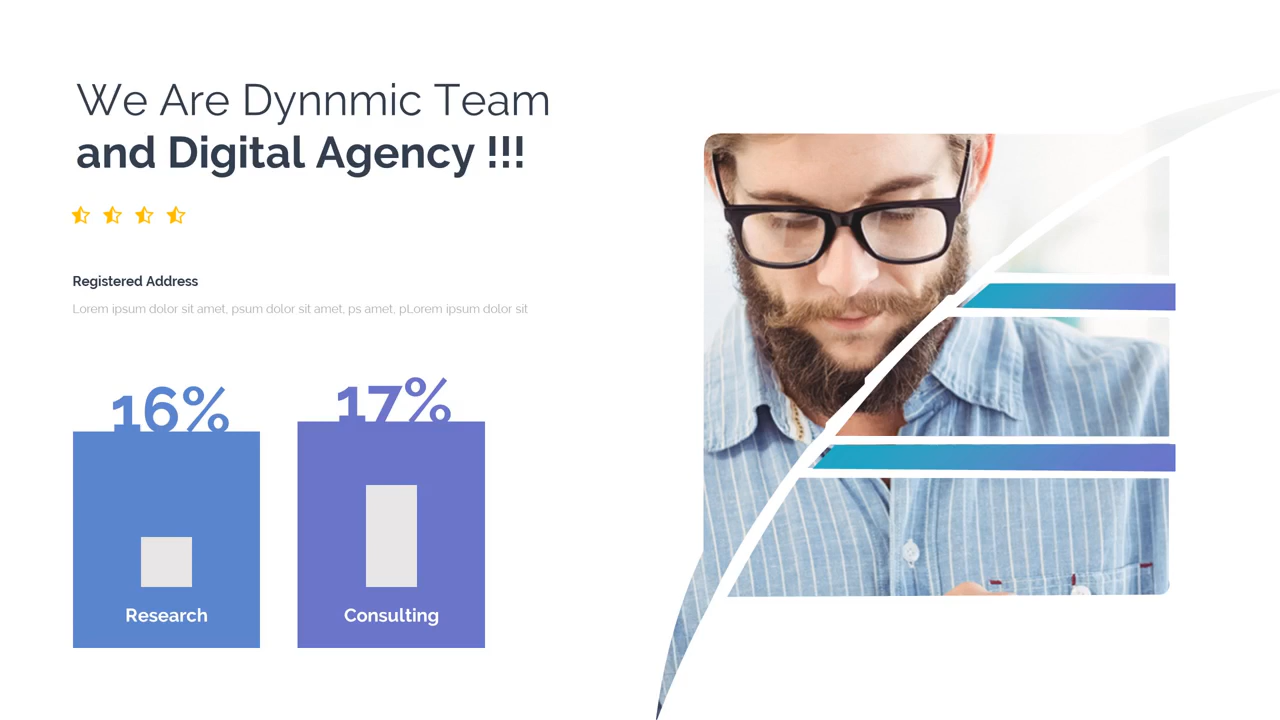 We Are Dynnmic Team
and Digital Agency !!!
Registered Address
Lorem ipsum dolor sit amet, psum dolor sit amet, ps amet, pLorem ipsum dolor sit
16%
17%
Research
Consulting